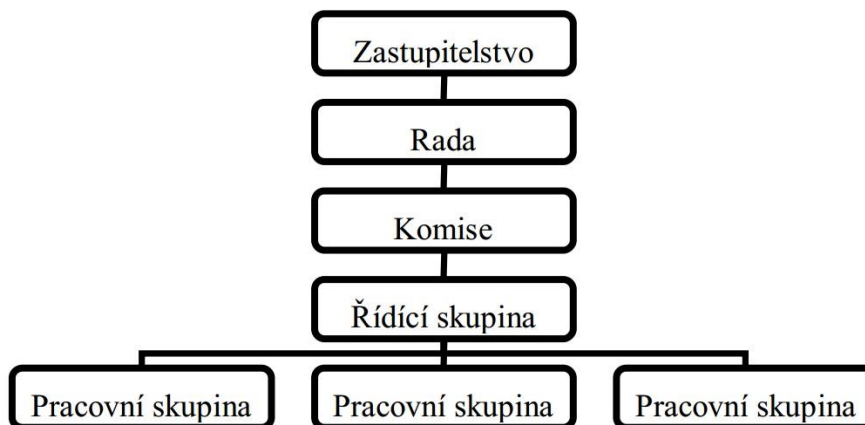 Zastupitelstvo
Rada
Komise
Řídící skupina
Pracovní skupina
Pracovní skupina
Pracovní skupina